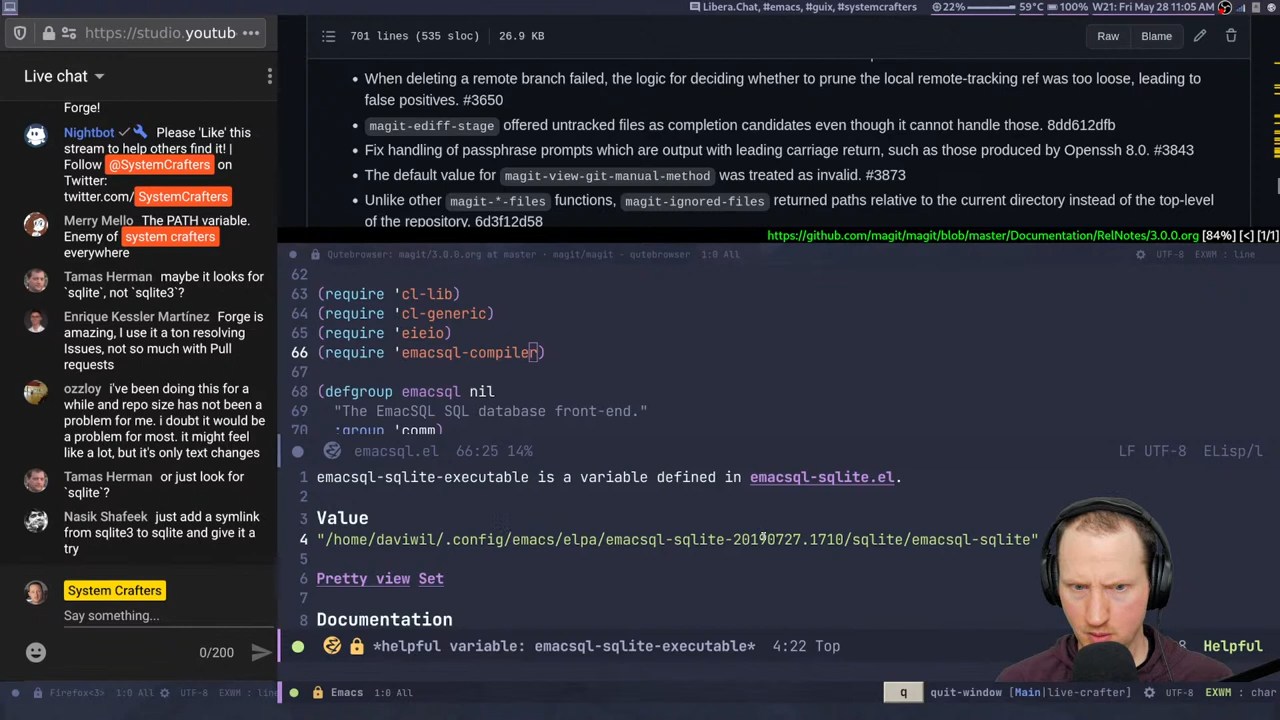 Libera.Chat, #emacs, #guix, #systemcrafters
22%
59°C
100%
W21: Fri May 28 11:05 AM
https://studio.youtub
Live chat
Forge!
Nightbot Please 'Like' this
stream to help others find it! |
Follow @SystemCrafters on
Twitter:
twitter.com/ SystemCrafters
Merry Mello The PATH variable.
Enemy of system crafters
everywhere
Tamas Herman maybe it looks for
`sqlite`, not `sqlite3`?
Enrique Kessler Martínez Forge is
amazing, I use it a ton resolving
Issues, not so much with Pull
requests
ozzloy i've been doing this for a
while and repo size has not been a
problem for me. i doubt it would be
a problem for most. it might feel
like a lot, but it's only text changes
Tamas Herman or just look for
`sqlite`?
Nasik Shafeek just add a symlink
from sqlite3 to sqlite and give it a
try
System Crafters
Say something...
0/200
Firefox<3> 1:0 All UTF-8 EXWM : line
701 lines (535 sloc) 26.9 KB
Raw Blame
When deleting a remote branch failed, the logic for deciding whether to prune the local remote-tracking ref was too loose, leading to
false positives. #3650
magit-ediff-stage offered untracked files as completion candidates even though it cannot handle those. 8dd612dfb
Fix handling of passphrase prompts which are output with leading carriage return, such as those produced by Openssh 8.0. #3843
The default value for magit-view-git-manual-method was treated as invalid. #3873
Unlike other magit-*-files functions, magit-ignored-files returned paths relative to the current directory instead of the top-level
of the repository. 6d3f12d58
https://github.com/magit/magit/blob/master/Documentation/RelNotes/3.0.0.org [84%] [<] [1/1]
Qutebrowser: magit/3.0.0.org at master · magit/magit - qutebrowser 1:0 All UTF-8 EXWM : line
62
63 (require 'cl-lib)
64 (require 'cl-generic)
65 (require 'eieio)
66 (require 'emacsql-compiler)
67
68 (defgroup emacsql nil
69 "The EmacSQL SQL database front-end."
70 :group 'comm)
emacsql.el 66:25 14% LF UTF-8 ELisp/l
1 emacsql-sqlite-executable is a variable defined in emacsql-sqlite.el.
2
3 Value
4 "/home/daviwil/.config/emacs/elpa/emacsql-sqlite-20190727.1710/sqlite/emacsql-sqlite"
5
6 Pretty view Set
7
8 Documentation
*helpful variable: emacsql-sqlite-executable* 4:22 Top Helpful
Emacs 1:0 All q quit-window [Main|live-crafter] UTF-8 EXWM : char